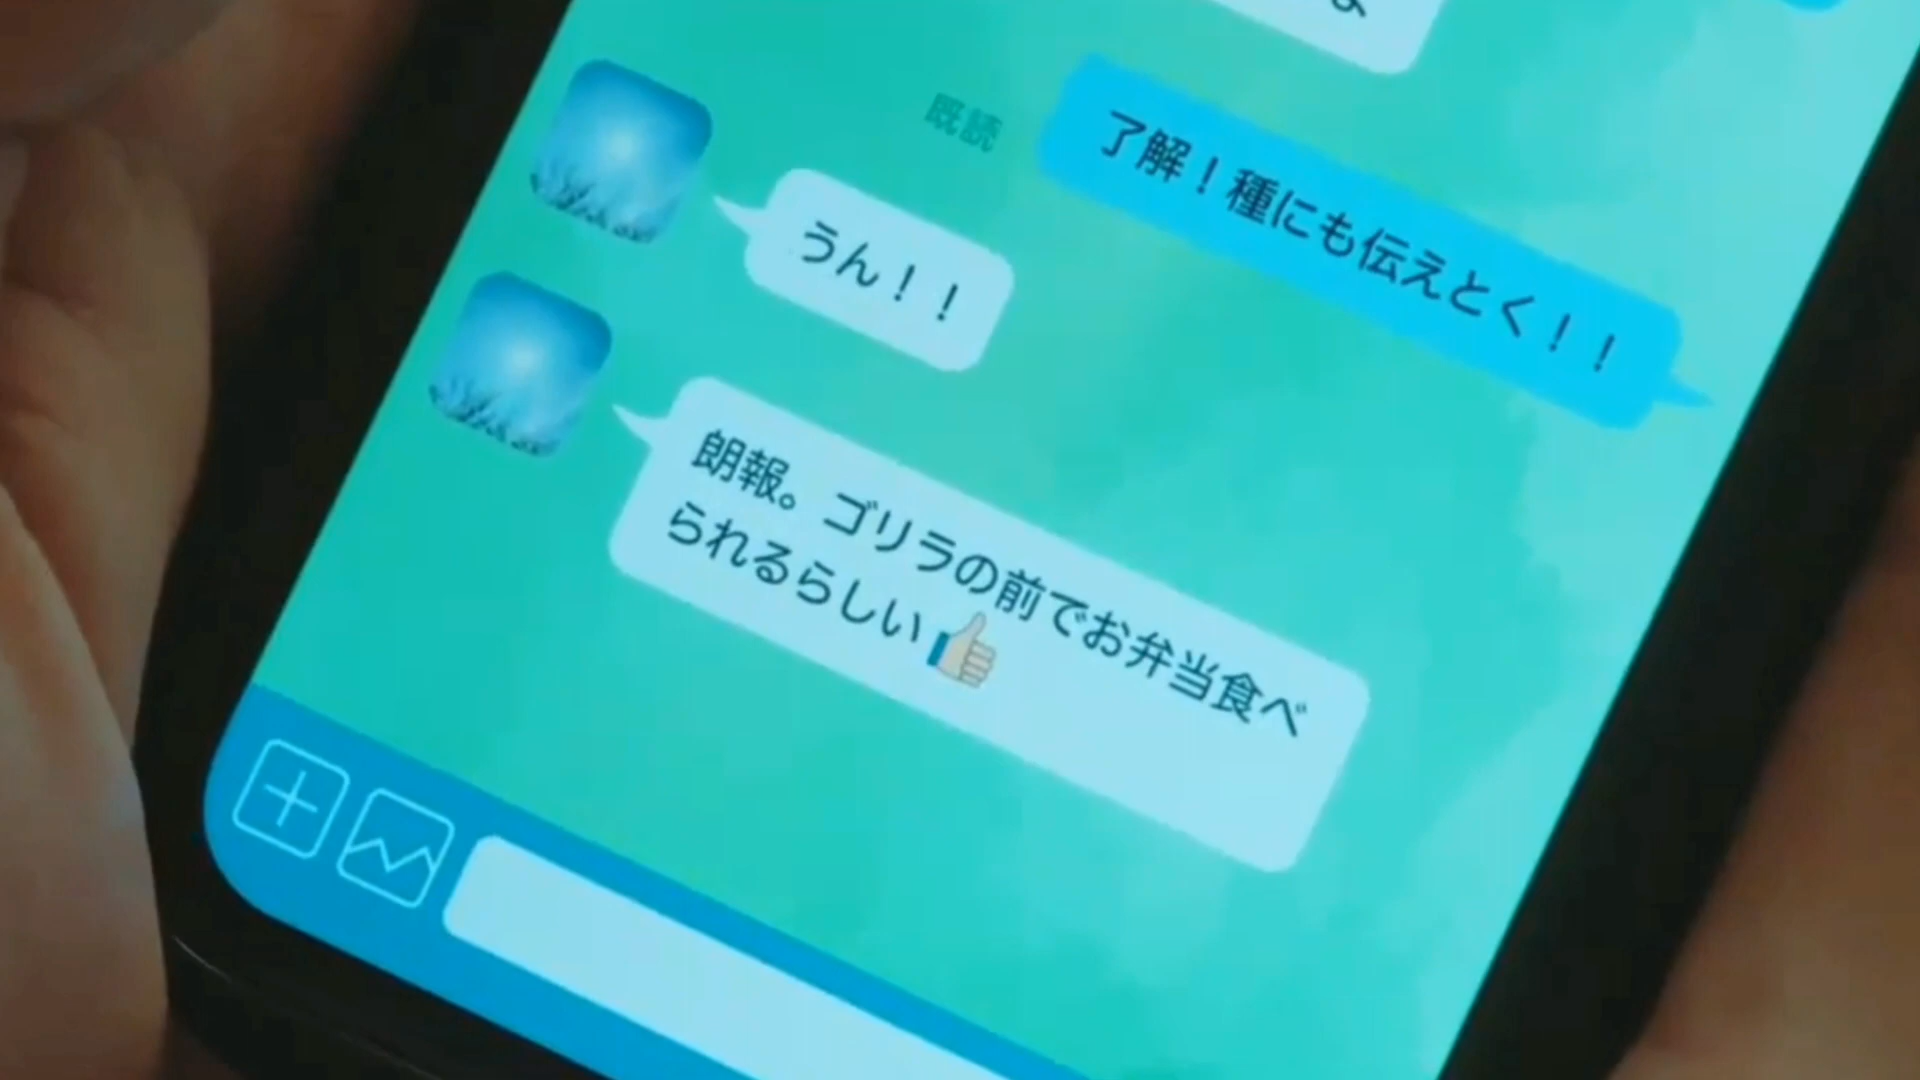 よ
既読
了解！種にも伝えとく！！
うん！！
朗報。ゴリラの前でお弁当食べ
られるらしい👍